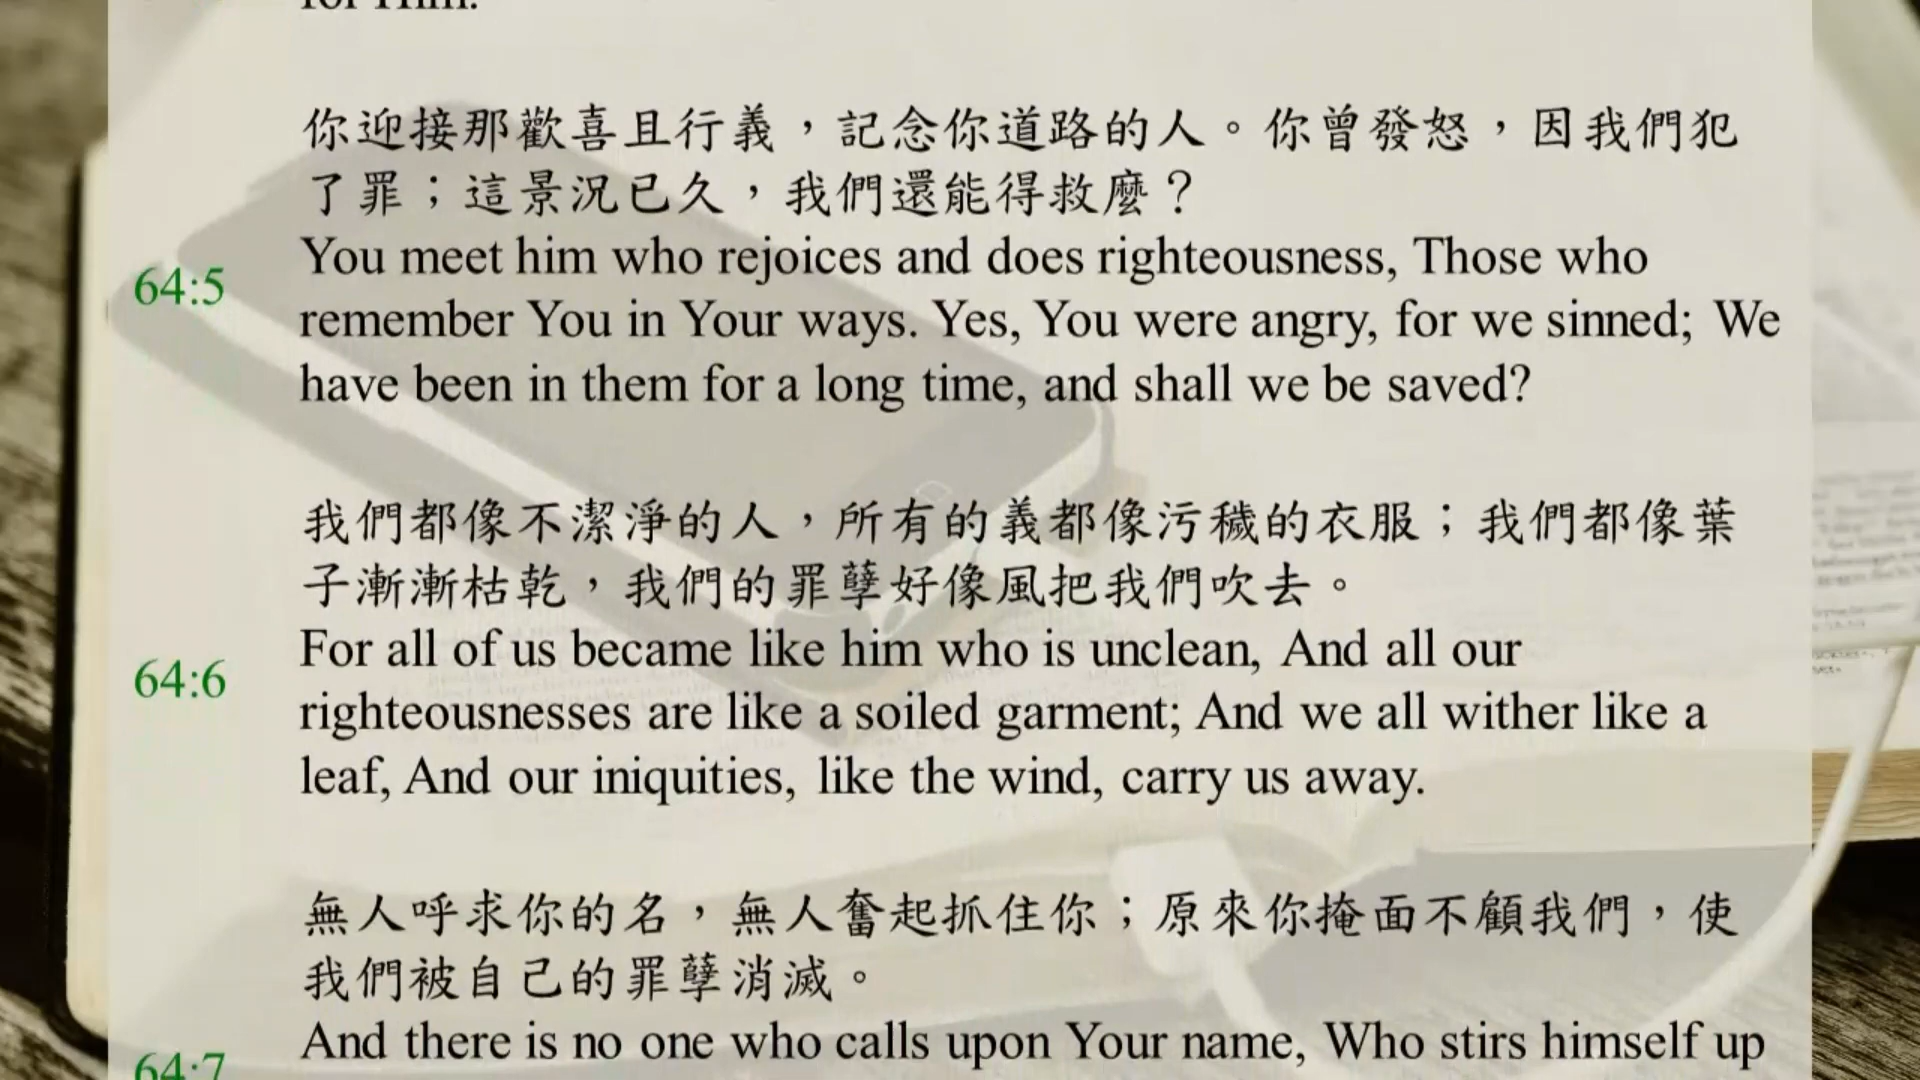 for Him.
你迎接那歡喜且行義，記念你道路的人。你曾發怒，因我們犯
了罪；這景況已久，我們還能得救麼？
64:5
You meet him who rejoices and does righteousness, Those who
remember You in Your ways. Yes, You were angry, for we sinned; We
have been in them for a long time, and shall we be saved?
我們都像不潔淨的人，所有的義都像污穢的衣服；我們都像葉
子漸漸枯乾，我們的罪孽好像風把我們吹去。
64:6
For all of us became like him who is unclean, And all our
righteousnesses are like a soiled garment; And we all wither like a
leaf, And our iniquities, like the wind, carry us away.
無人呼求你的名，無人奮起抓住你；原來你掩面不顧我們，使
我們被自己的罪孽消滅。
64:7
And there is no one who calls upon Your name, Who stirs himself up